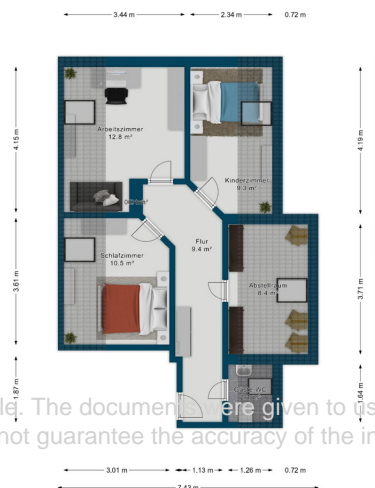 3.44 m
2.34 m
0.72 m
4.15 m
4.19 m
Arbeitszimmer
12.8 m²
Kinderzimmer
9.3 m²
Flur
9.4 m²
Schlafzimmer
10.5 m²
3.61 m
3.71 m
Abstellraum
8.4 m²
1.87 m
1.64 m
le. The documents were given to us
not guarantee the accuracy of the in
3.01 m
1.13 m
1.26 m
0.72 m
7.43 m